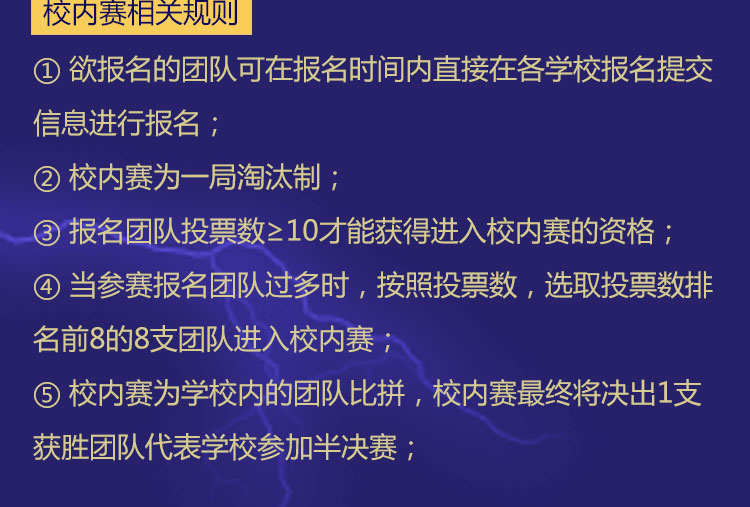 校内赛相关规则
① 欲报名的团队可在报名时间内直接在各学校报名提交
信息进行报名；
② 校内赛为一局淘汰制；
③ 报名团队投票数≥10才能获得进入校内赛的资格；
④ 当参赛报名团队过多时，按照投票数，选取投票数排
名前8的8支团队进入校内赛；
⑤ 校内赛为学校内的团队比拼，校内赛最终将决出1支
获胜团队代表学校参加半决赛；